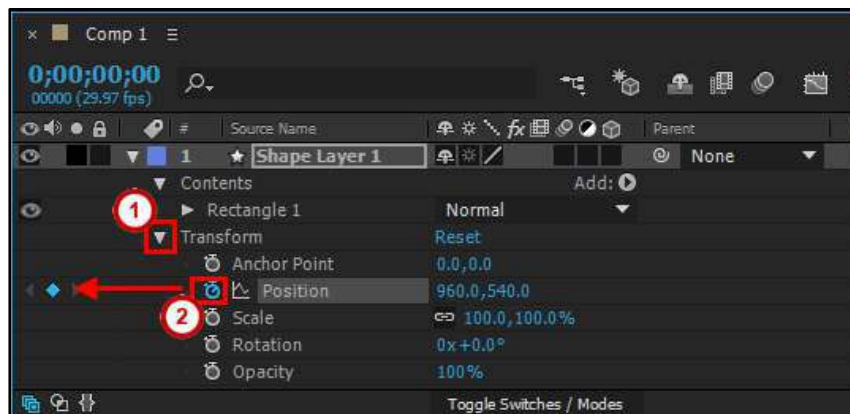 × Comp 1 ≡
0;00;00;00
00000 (29.97 fps)
# Source Name fx Parent
1 ★ Shape Layer 1 None
Contents Add:
1 Rectangle 1 Normal
Transform Reset
Anchor Point 0.0,0.0
Position 960.0,540.0
2 Scale 100.0,100.0%
Rotation 0x+0.0°
Opacity 100%
Toggle Switches / Modes